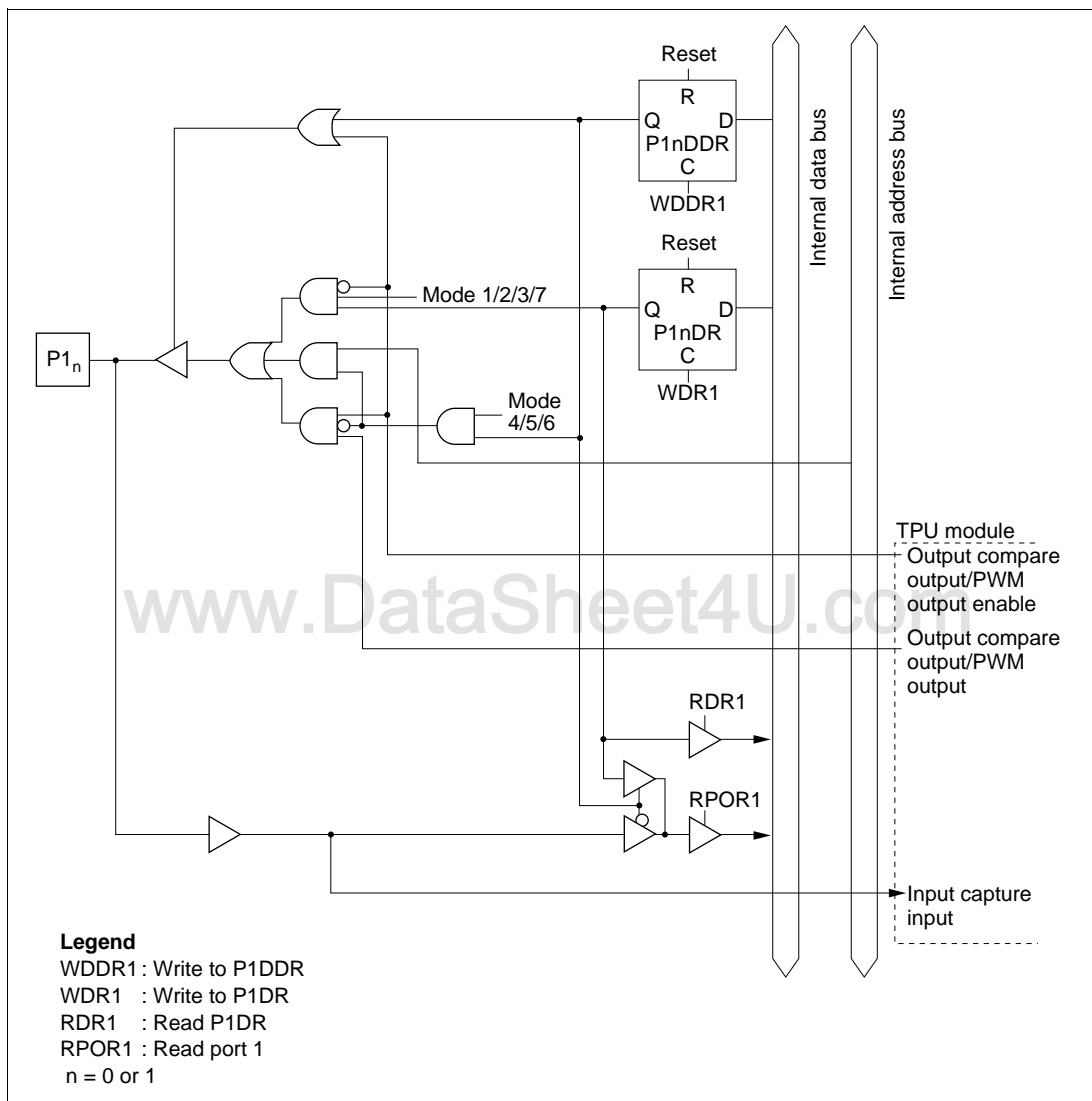 Reset
R
Q D
P1nDDR
C
WDDR1
Internal data bus
Internal address bus
Reset
R
Q D
P1nDR
C
WDR1
Mode 1/2/3/7
P1n
Mode
4/5/6
TPU module
Output compare
output/PWM
output enable
Output compare
output/PWM
output
www.DataSheet4U.com
RDR1
RPOR1
Input capture
input
Legend
WDDR1 : Write to P1DDR
WDR1 : Write to P1DR
RDR1 : Read P1DR
RPOR1 : Read port 1
n = 0 or 1